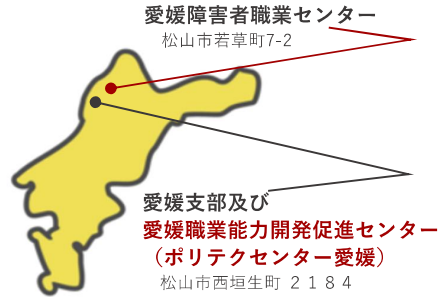 愛媛障害者職業センター
松山市若草町7-2
愛媛支部及び
愛媛職業能力開発促進センター
（ポリテクセンター愛媛）
松山市西垣生町 ２１８４